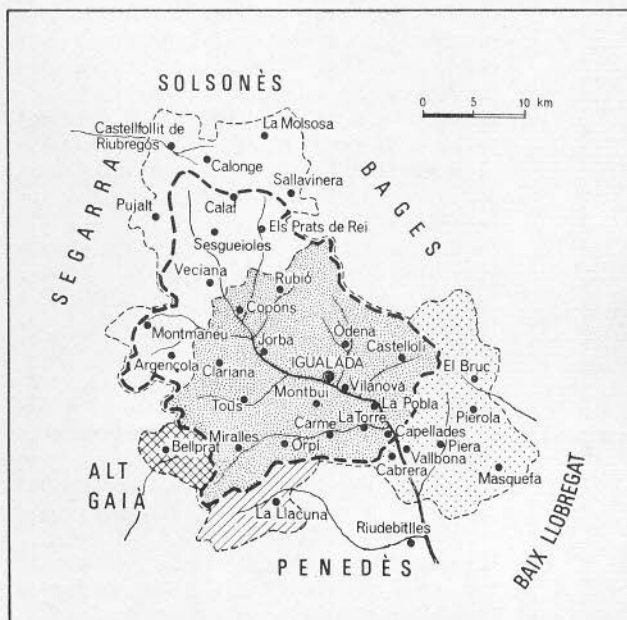 SOLSONÈS
0 5 10 km
La Molsosa
Castellfollit de
Riubregós
Calonge
SEGARRA
BAGES
Sallavinera
Pujalt
Calaf
Els Prats de Rei
Sesgueioles
Veciana
Rubió
Copons
Montmaneu
Òdena
Jorba
Castellolí
Argençola
Clariana
IGUALADA
El Bruc
Vilanova
Montbui
Tous
La Pobla
Pierola
La Torre
Carme
Capellades
Miralles
Orpí
Piera
Bellprat
Vallbona
Cabrera
Masquefa
ALT
GAIÀ
La Llacuna
Riudebitlles
PENEDÈS
BAIX LLOBREGAT